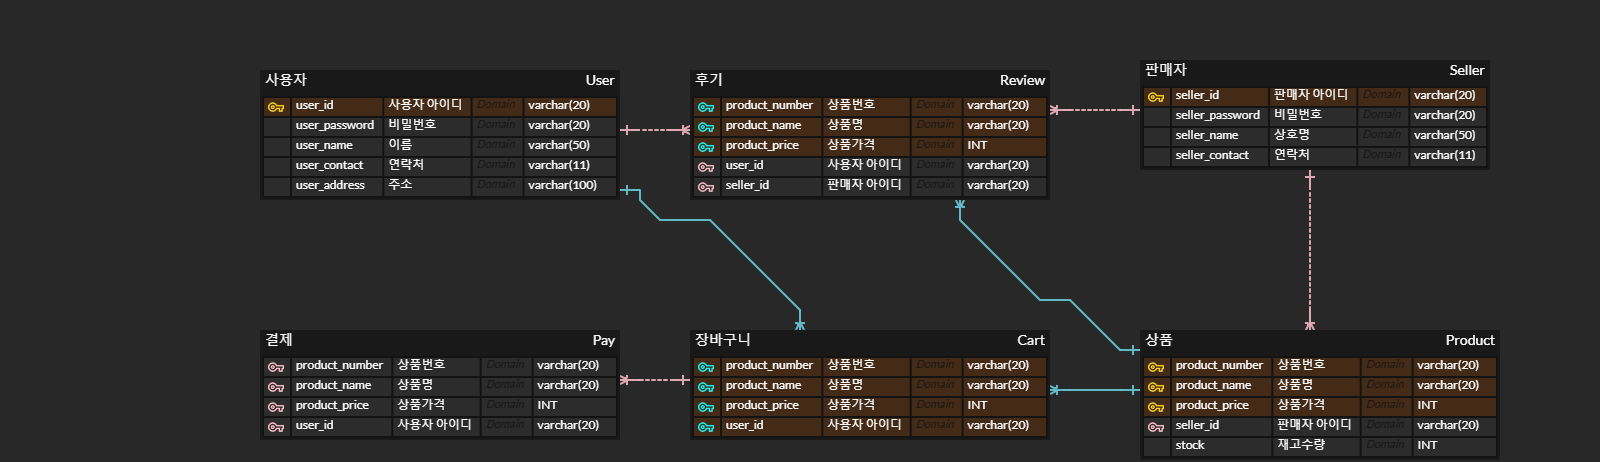 사용자 User
user_id 사용자 아이디 Domain varchar(20)
user_password 비밀번호 Domain varchar(20)
user_name 이름 Domain varchar(50)
user_contact 연락처 Domain varchar(11)
user_address 주소 Domain varchar(100)
후기 Review
product_number 상품번호 Domain varchar(20)
product_name 상품명 Domain varchar(20)
product_price 상품가격 Domain INT
user_id 사용자 아이디 Domain varchar(20)
seller_id 판매자 아이디 Domain varchar(20)
판매자 Seller
seller_id 판매자 아이디 Domain varchar(20)
seller_password 비밀번호 Domain varchar(20)
seller_name 상호명 Domain varchar(50)
seller_contact 연락처 Domain varchar(11)
결제 Pay
product_number 상품번호 Domain varchar(20)
product_name 상품명 Domain varchar(20)
product_price 상품가격 Domain INT
user_id 사용자 아이디 Domain varchar(20)
장바구니 Cart
product_number 상품번호 Domain varchar(20)
product_name 상품명 Domain varchar(20)
product_price 상품가격 Domain INT
user_id 사용자 아이디 Domain varchar(20)
상품 Product
product_number 상품번호 Domain varchar(20)
product_name 상품명 Domain varchar(20)
product_price 상품가격 Domain INT
seller_id 판매자 아이디 Domain varchar(20)
stock 재고수량 Domain INT